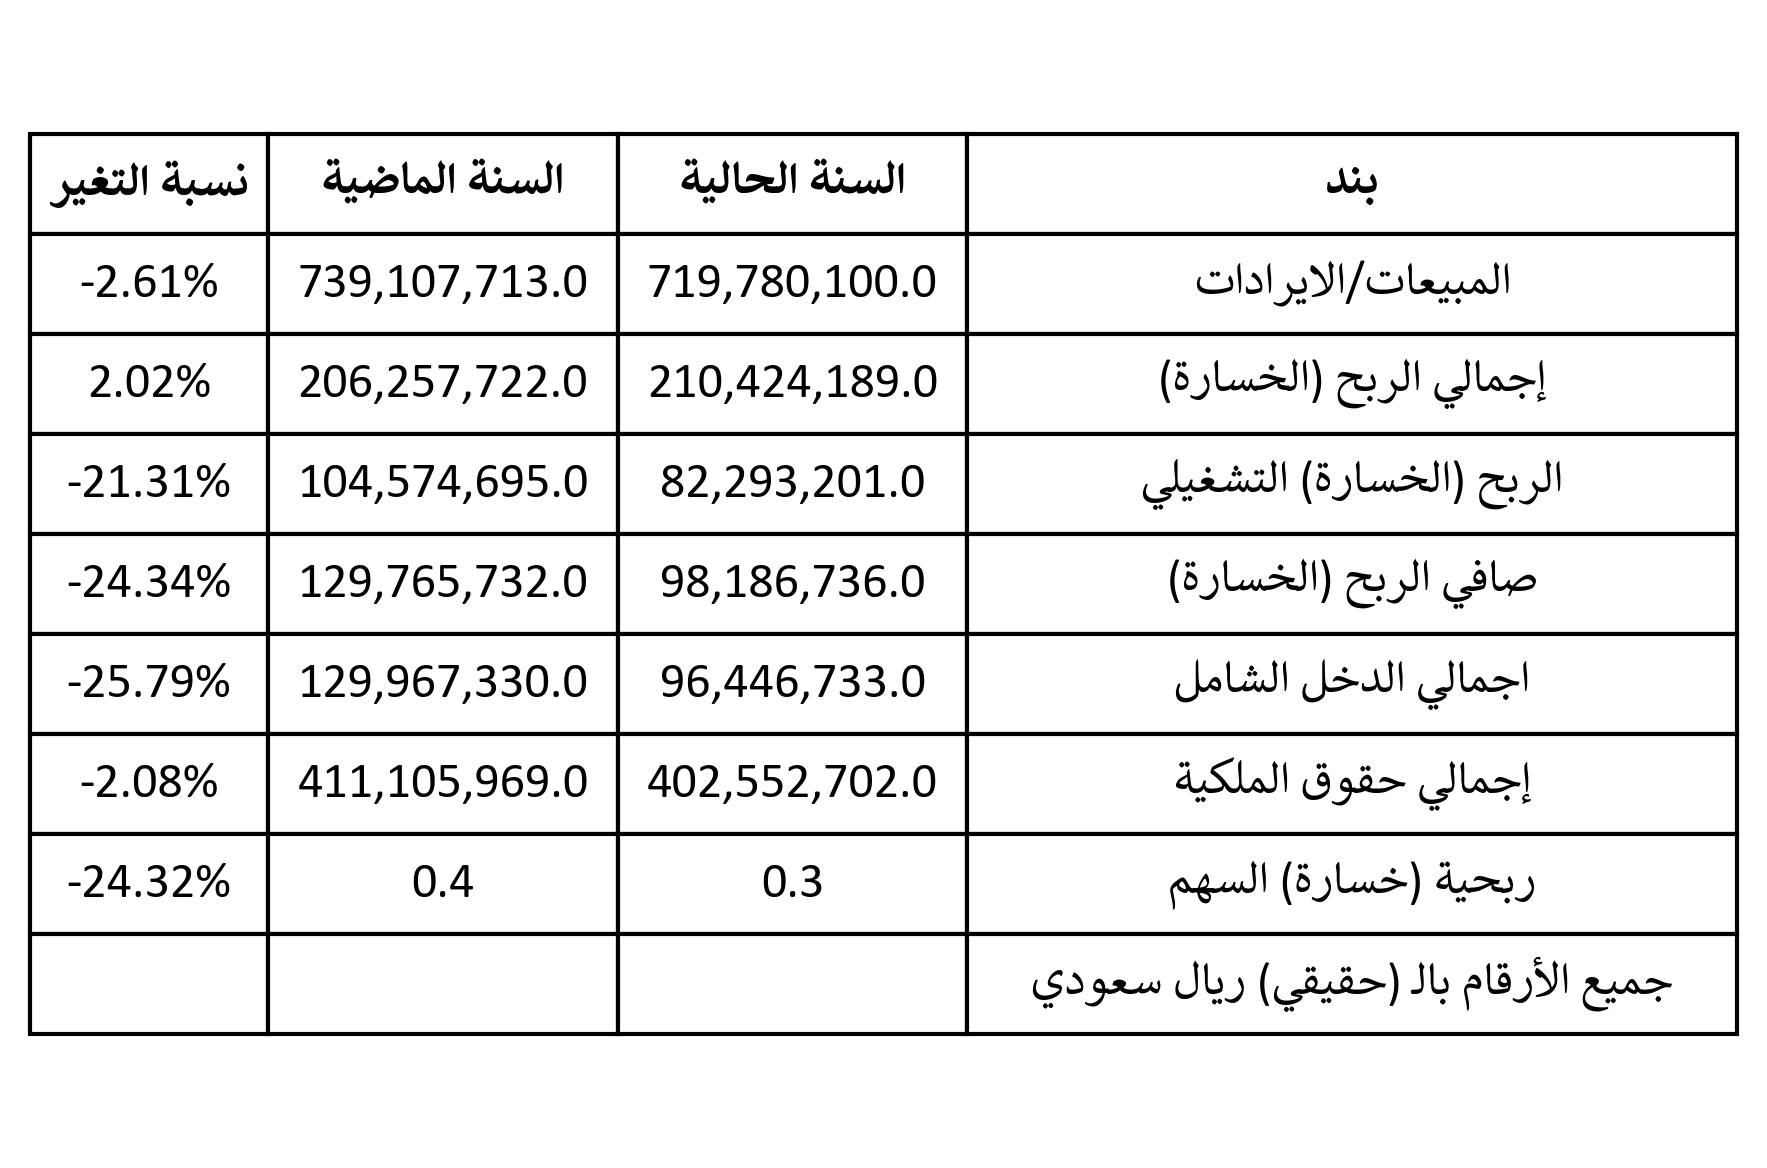 بند السنة الحالية السنة الماضية نسبة التغير
المبيعات/الايرادات 719,780,100.0 739,107,713.0 -2.61%
إجمالي الربح (الخسارة) 210,424,189.0 206,257,722.0 2.02%
الربح (الخسارة) التشغيلي 82,293,201.0 104,574,695.0 -21.31%
صافي الربح (الخسارة) 98,186,736.0 129,765,732.0 -24.34%
اجمالي الدخل الشامل 96,446,733.0 129,967,330.0 -25.79%
إجمالي حقوق الملكية 402,552,702.0 411,105,969.0 -2.08%
ربحية (خسارة) السهم 0.3 0.4 -24.32%
جميع الأرقام بالـ (حقيقي) ريال سعودي